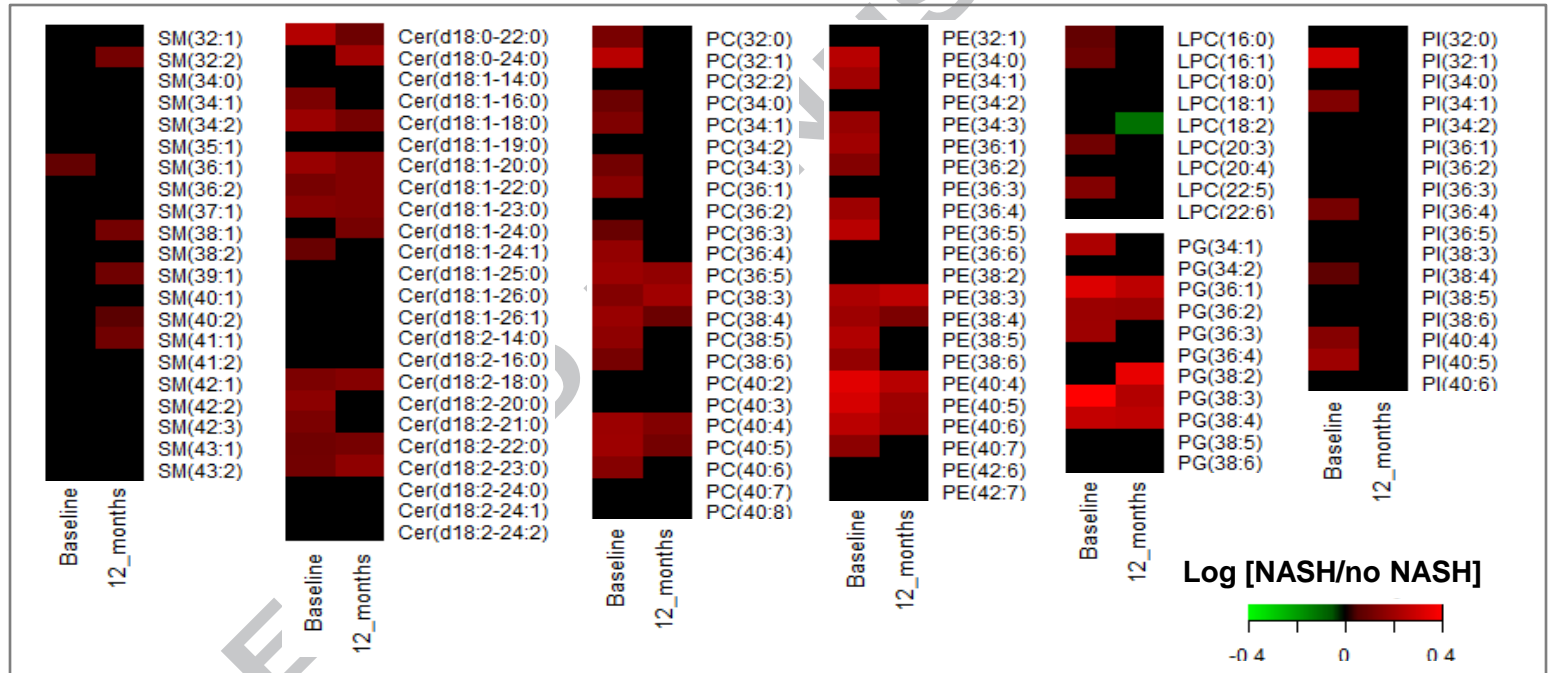 SM(32:1)
SM(32:2)
SM(34:0)
SM(34:1)
SM(34:2)
SM(35:1)
SM(36:1)
SM(36:2)
SM(37:1)
SM(38:1)
SM(38:2)
SM(39:1)
SM(40:1)
SM(40:2)
SM(41:1)
SM(41:2)
SM(42:1)
SM(42:2)
SM(42:3)
SM(43:1)
SM(43:2)
Baseline
12_months
Cer(d18:0-22:0)
Cer(d18:0-24:0)
Cer(d18:1-14:0)
Cer(d18:1-16:0)
Cer(d18:1-18:0)
Cer(d18:1-19:0)
Cer(d18:1-20:0)
Cer(d18:1-22:0)
Cer(d18:1-23:0)
Cer(d18:1-24:0)
Cer(d18:1-24:1)
Cer(d18:1-25:0)
Cer(d18:1-26:0)
Cer(d18:1-26:1)
Cer(d18:2-14:0)
Cer(d18:2-16:0)
Cer(d18:2-18:0)
Cer(d18:2-20:0)
Cer(d18:2-21:0)
Cer(d18:2-22:0)
Cer(d18:2-23:0)
Cer(d18:2-24:0)
Cer(d18:2-24:1)
Cer(d18:2-24:2)
Baseline
12_months
PC(32:0)
PC(32:1)
PC(32:2)
PC(34:0)
PC(34:1)
PC(34:2)
PC(34:3)
PC(36:1)
PC(36:2)
PC(36:3)
PC(36:4)
PC(36:5)
PC(38:3)
PC(38:4)
PC(38:5)
PC(38:6)
PC(40:2)
PC(40:3)
PC(40:4)
PC(40:5)
PC(40:6)
PC(40:7)
PC(40:8)
Baseline
12_months
PE(32:1)
PE(34:0)
PE(34:1)
PE(34:2)
PE(34:3)
PE(36:1)
PE(36:2)
PE(36:3)
PE(36:4)
PE(36:5)
PE(36:6)
PE(38:2)
PE(38:3)
PE(38:4)
PE(38:5)
PE(38:6)
PE(40:4)
PE(40:5)
PE(40:6)
PE(40:7)
PE(42:6)
PE(42:7)
Baseline
12_months
LPC(16:0)
LPC(16:1)
LPC(18:0)
LPC(18:1)
LPC(18:2)
LPC(20:3)
LPC(20:4)
LPC(22:5)
LPC(22:6)
PG(34:1)
PG(34:2)
PG(36:1)
PG(36:2)
PG(36:3)
PG(36:4)
PG(38:2)
PG(38:3)
PG(38:4)
PG(38:5)
PG(38:6)
Baseline
12_months
PI(32:0)
PI(32:1)
PI(34:0)
PI(34:1)
PI(34:2)
PI(36:1)
PI(36:2)
PI(36:3)
PI(36:4)
PI(36:5)
PI(38:3)
PI(38:4)
PI(38:5)
PI(38:6)
PI(40:4)
PI(40:5)
PI(40:6)
Baseline
12_months
Log [NASH/no NASH]
-0 4 0 0 4